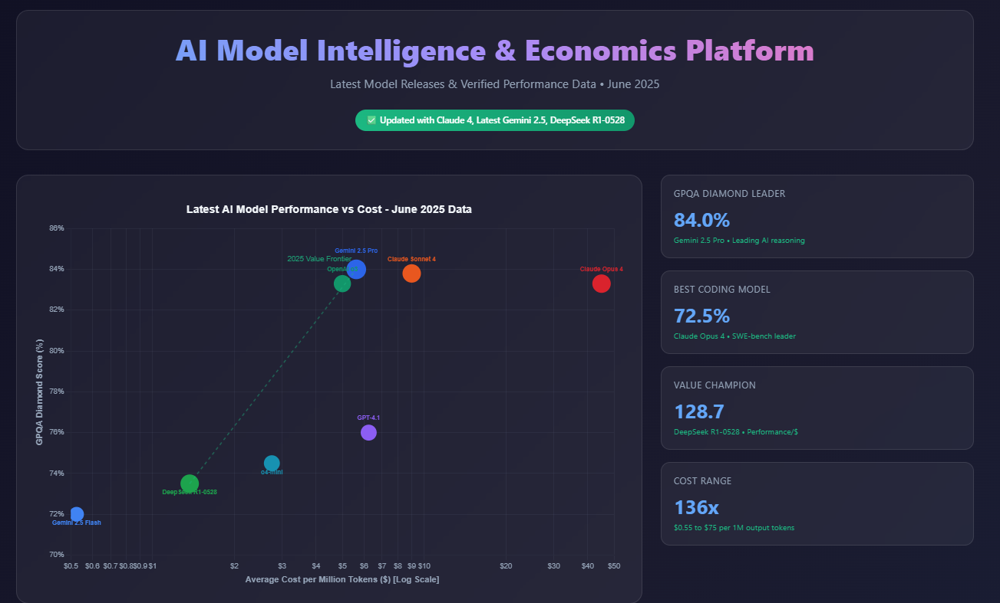 AI Model Intelligence & Economics Platform
Latest Model Releases & Verified Performance Data • June 2025
✅ Updated with Claude 4, Latest Gemini 2.5, DeepSeek R1-0528
Latest AI Model Performance vs Cost - June 2025 Data
86%
84%
82%
80%
78%
76%
74%
72%
70%
GPQA Diamond Score (%)
Gemini 2.5 Pro
2025 Value Frontier
OpenAI
Claude Sonnet 4
Claude Opus 4
GPT-4.1
o4-mini
DeepSeek R1-0528
Gemini 2.5 Flash
$0.5 $0.6 $0.7 $0.8 $0.9 $1 $2 $3 $4 $5 $6 $7 $8 $9 $10 $20 $30 $40 $50
Average Cost per Million Tokens ($) [Log Scale]
GPQA DIAMOND LEADER
84.0%
Gemini 2.5 Pro • Leading AI reasoning
BEST CODING MODEL
72.5%
Claude Opus 4 • SWE-bench leader
VALUE CHAMPION
128.7
DeepSeek R1-0528 • Performance/$
COST RANGE
136x
$0.55 to $75 per 1M output tokens